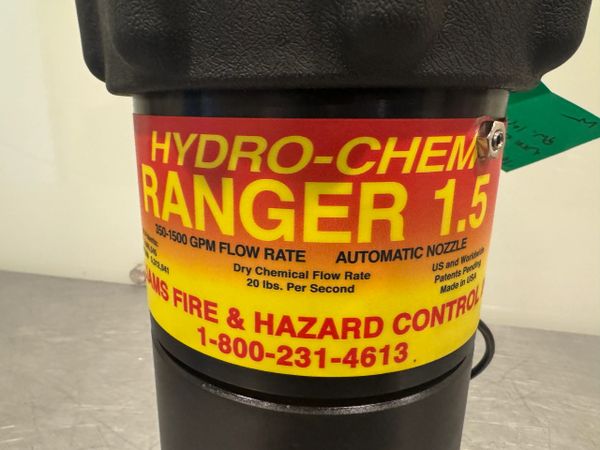 HYDRO-CHEM
RANGER 1.5
350-1500 GPM FLOW RATE AUTOMATIC NOZZLE
Dry Chemical Flow Rate
20 lbs. Per Second
US and Worldwide
Patents Pending
Made in USA
FIRE & HAZARD CONTROL
1-800-231-4613